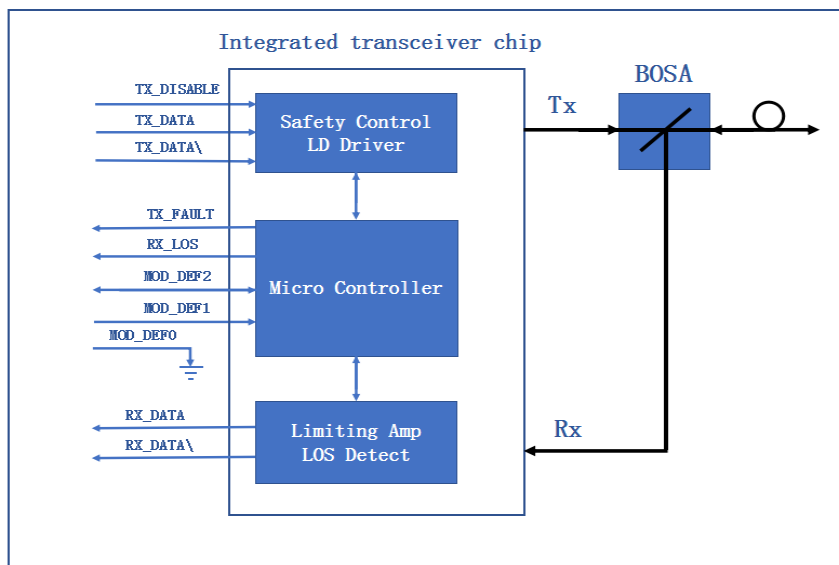 Integrated transceiver chip
BOSA
TX_DISABLE
TX_DATA
TX_DATA\
Safety Control
LD Driver
Tx
TX_FAULT
RX_LOS
MOD_DEF2
MOD_DEF1
MOD_DEF0
Micro Controller
RX_DATA
RX_DATA\
Limiting Amp
LOS Detect
Rx